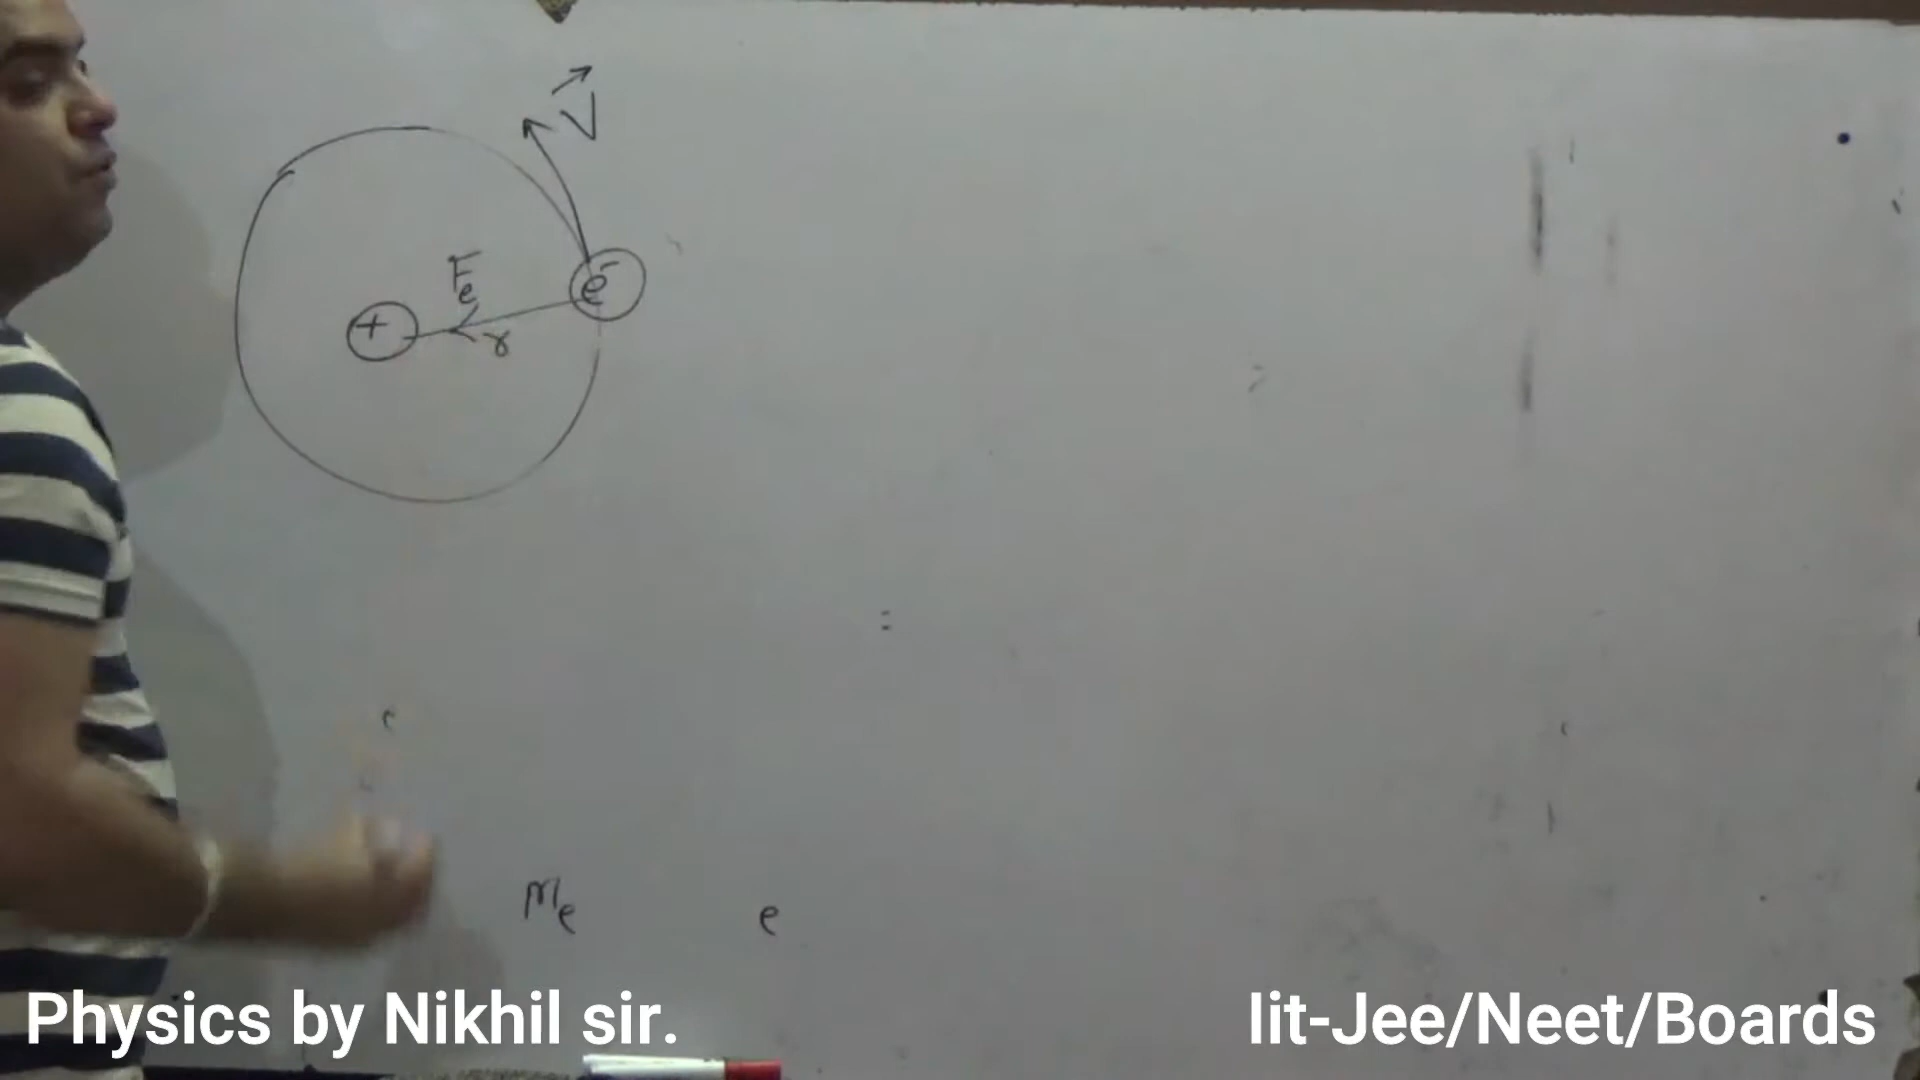 V
Fe
e-
+
r
Me e
Physics by Nikhil sir.
Iit-Jee/Neet/Boards